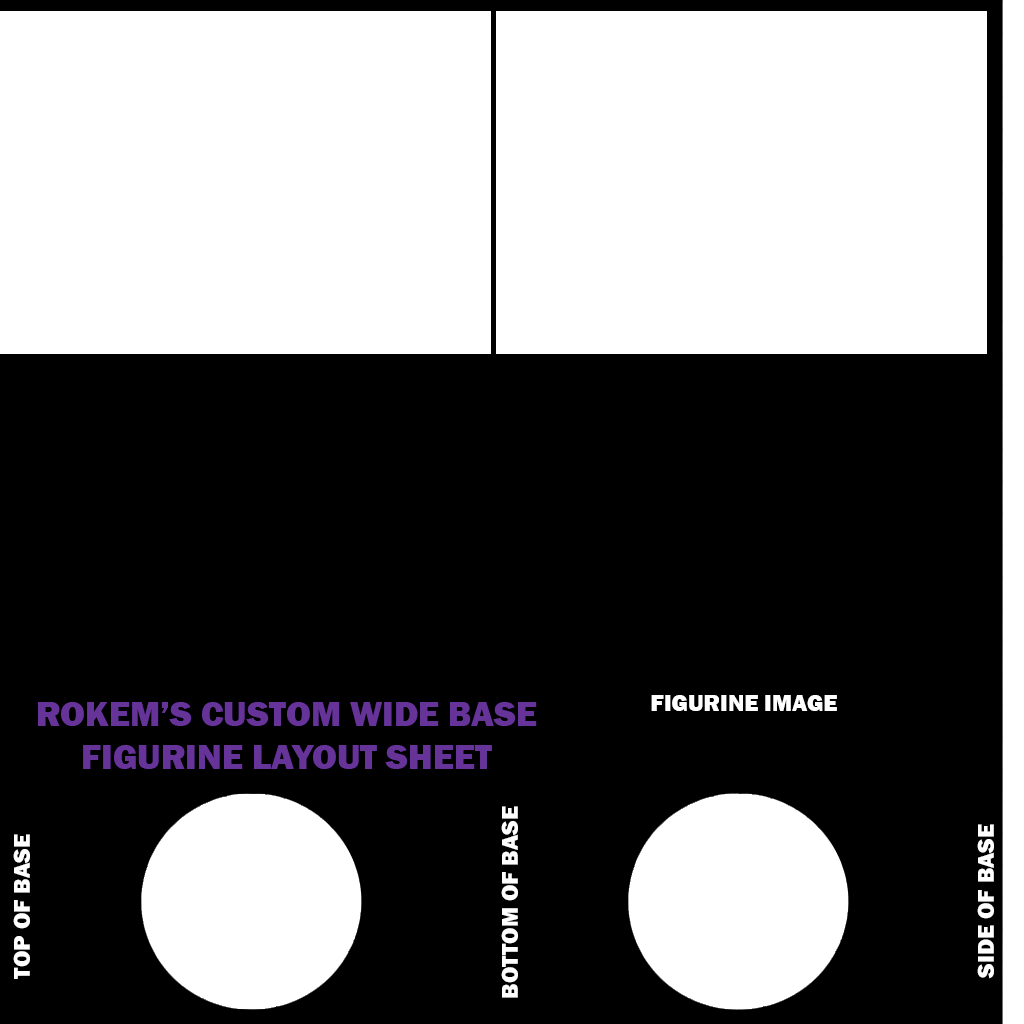 ROKEM’S CUSTOM WIDE BASE
FIGURINE LAYOUT SHEET
FIGURINE IMAGE
TOP OF BASE
BOTTOM OF BASE
SIDE OF BASE